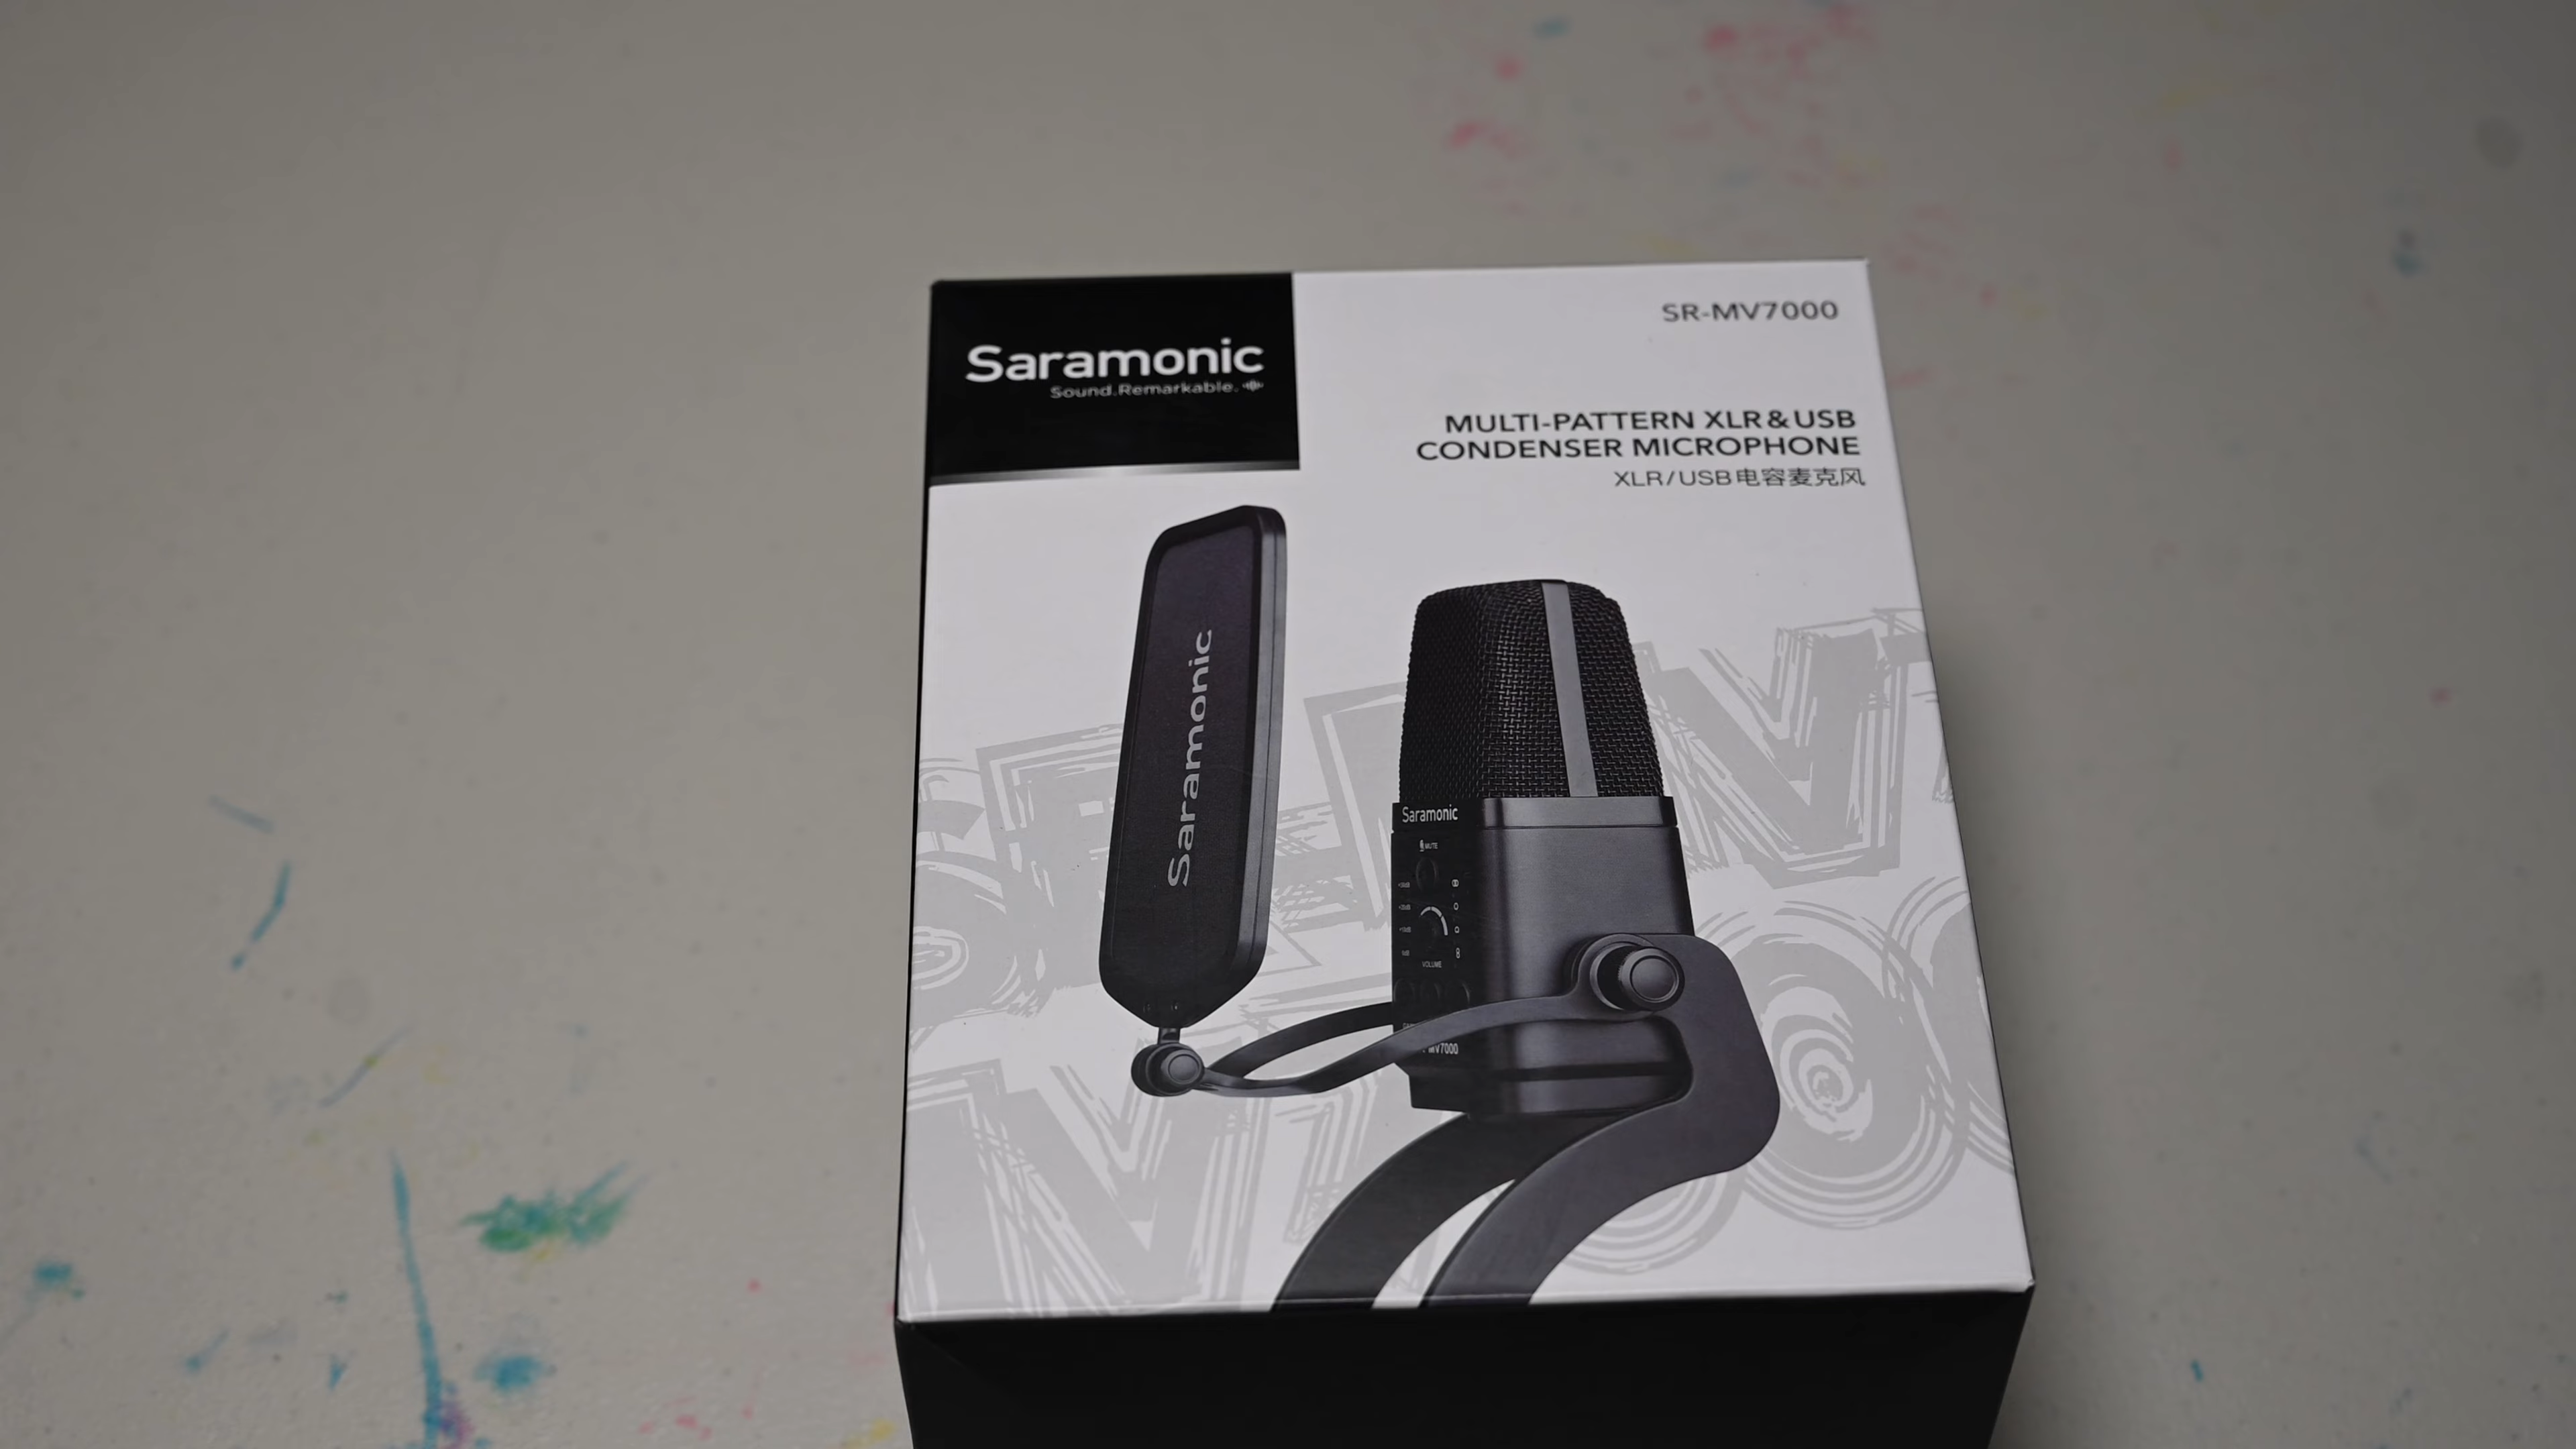 Saramonic
Sound.Remarkable.
SR-MV7000
MULTI-PATTERN XLR&USB
CONDENSER MICROPHONE
XLR/USB电容麦克风
Saramonic
Saramonic
MUTE
VOLUME
MV7000